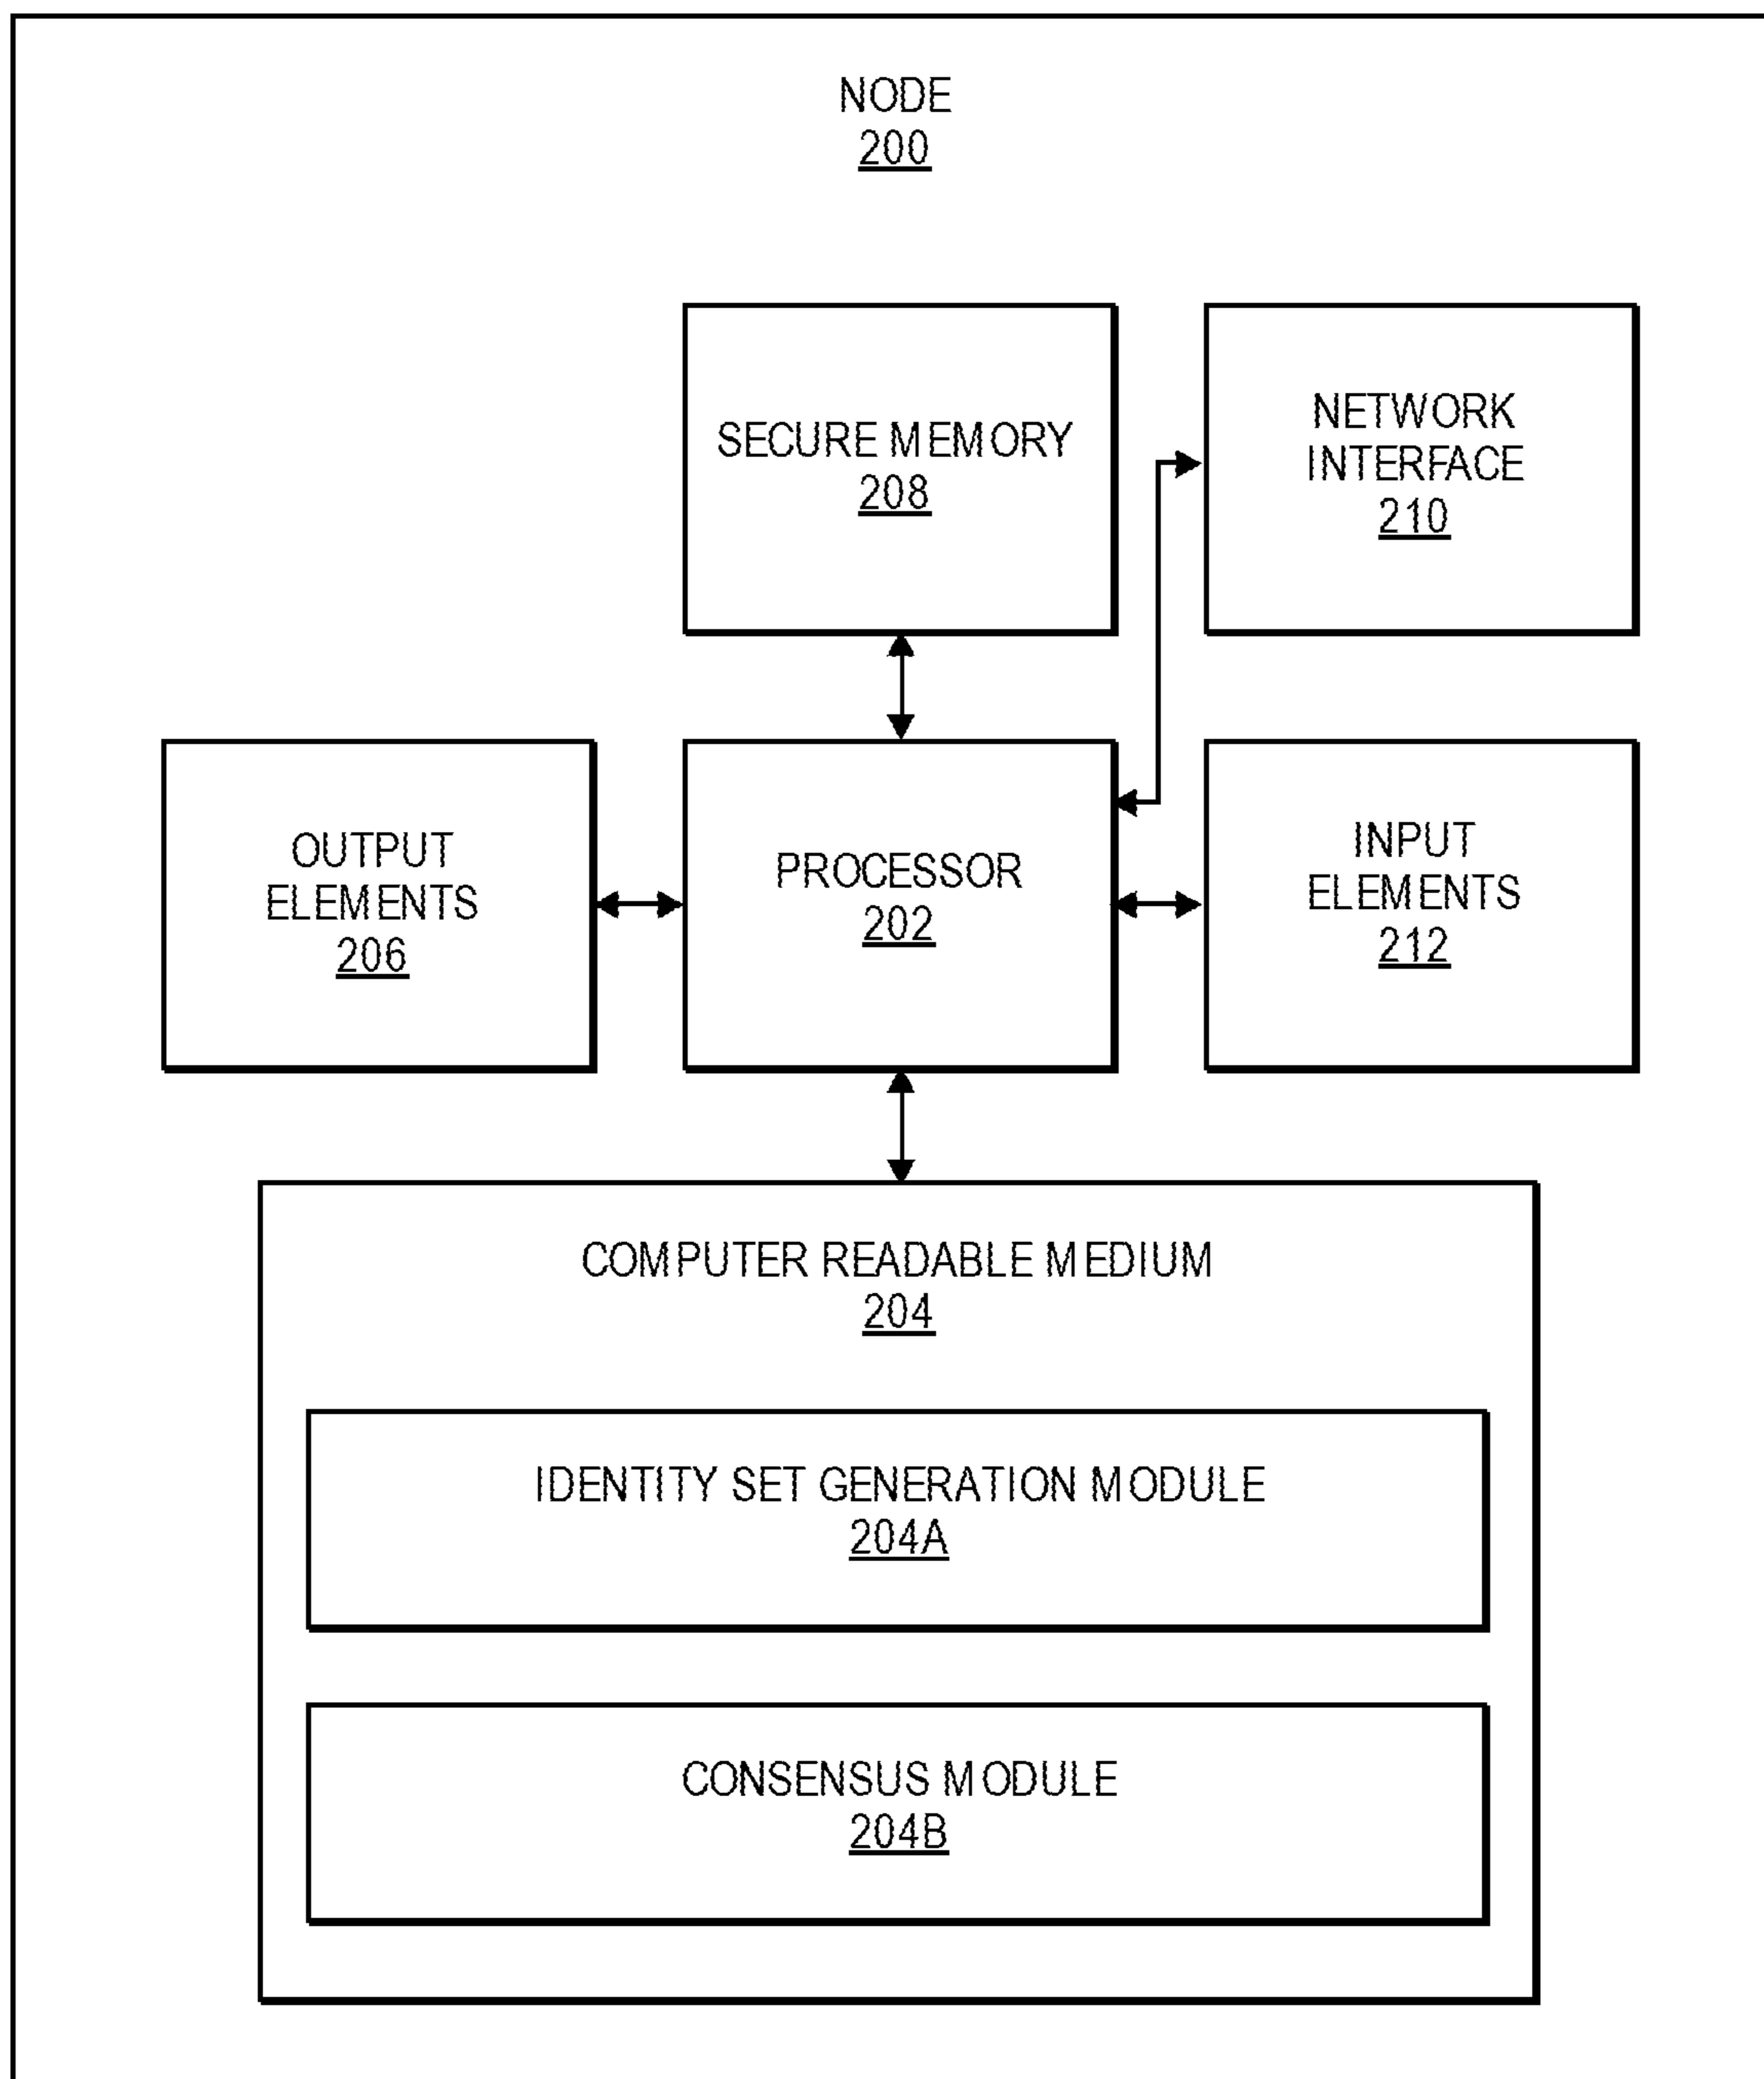 NODE
200
SECURE MEMORY
208
NETWORK
INTERFACE
210
OUTPUT
ELEMENTS
206
PROCESSOR
202
INPUT
ELEMENTS
212
COMPUTER READABLE MEDIUM
204
IDENTITY SET GENERATION MODULE
204A
CONSENSUS MODULE
204B